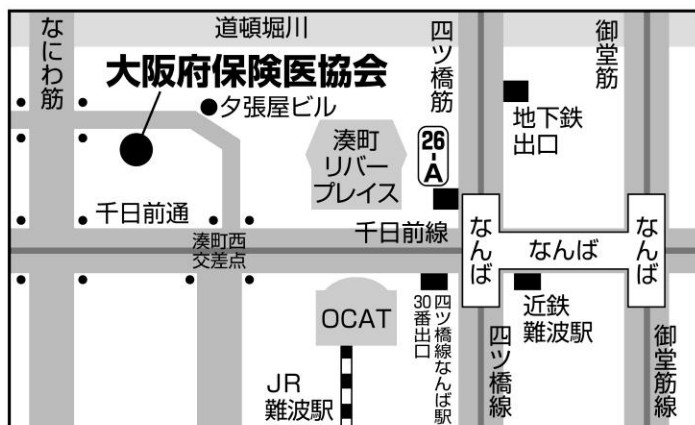 道頓堀川
なにわ筋
大阪府保険医協会
夕張屋ビル
四ツ橋筋
御堂筋
地下鉄
出口
湊町
リバー
プレイス
26-A
千日前通
千日前線
湊町西
交差点
なんば
なんば
なんば
OCAT
四ツ橋線なんば駅
30番出口
近鉄
難波駅
四ツ橋線
御堂筋線
JR
難波駅